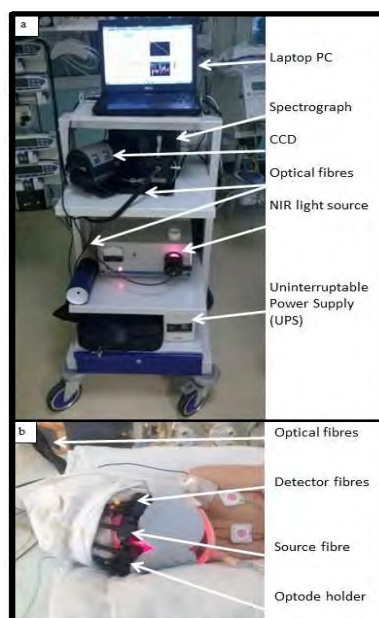 a
Laptop PC
Spectrograph
CCD
Optical fibres
NIR light source
Uninterruptable
Power Supply
(UPS)
b
Optical fibres
Detector fibres
Source fibre
Optode holder